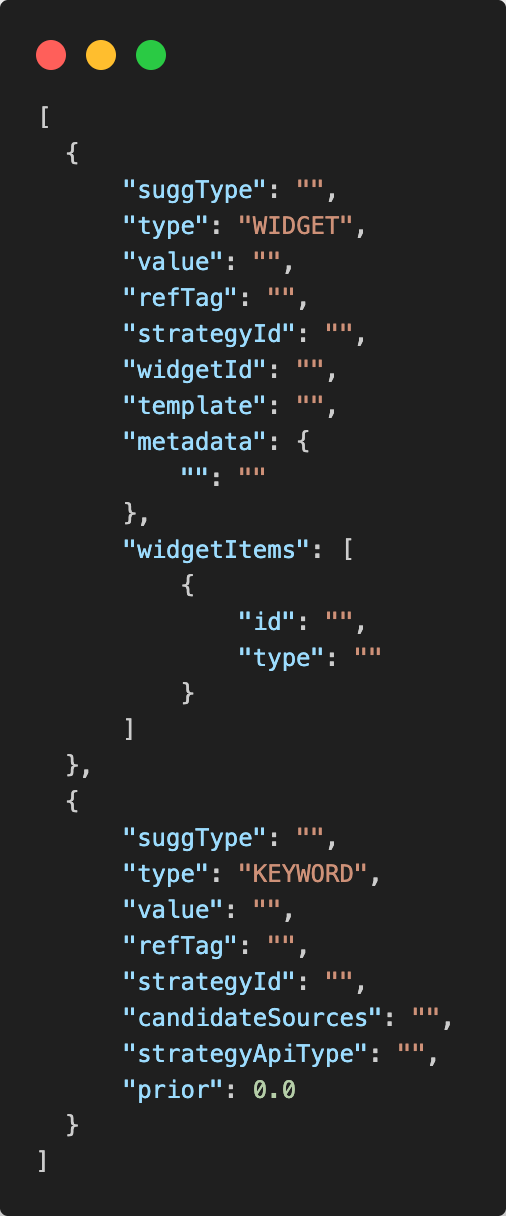 [
  {
      "suggType": "",
      "type": "WIDGET",
      "value": "",
      "refTag": "",
      "strategyId": "",
      "widgetId": "",
      "template": "",
      "metadata": {
          "": ""
      },
      "widgetItems": [
          {
              "id": "",
              "type": ""
          }
      ]
  },
  {
      "suggType": "",
      "type": "KEYWORD",
      "value": "",
      "refTag": "",
      "strategyId": "",
      "candidateSources": "",
      "strategyApiType": "",
      "prior": 0.0
  }
]